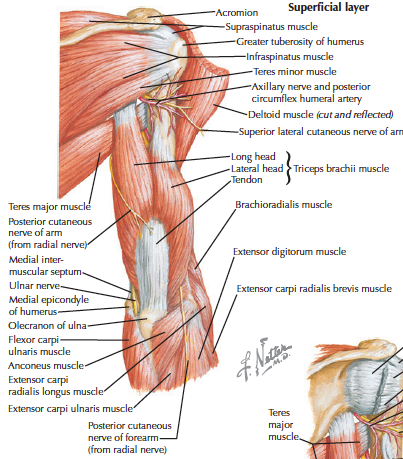 Superficial layer
Acromion
Supraspinatus muscle
Greater tuberosity of humerus
Infraspinatus muscle
Teres minor muscle
Axillary nerve and posterior
circumflex humeral artery
Deltoid muscle (cut and reflected)
Superior lateral cutaneous nerve of arm
Long head
Lateral head
Triceps brachii muscle
Tendon
Brachioradialis muscle
Extensor digitorum muscle
Extensor carpi radialis brevis muscle
Teres major muscle
Posterior cutaneous
nerve of arm
(from radial nerve)
Medial inter-
muscular septum
Ulnar nerve
Medial epicondyle
of humerus
Olecranon of ulna
Flexor carpi
ulnaris muscle
Anconeus muscle
Extensor carpi
radialis longus muscle
Extensor carpi ulnaris muscle
Posterior cutaneous
nerve of forearm
(from radial nerve)
F. Netter
M.D.
Teres
major
muscle